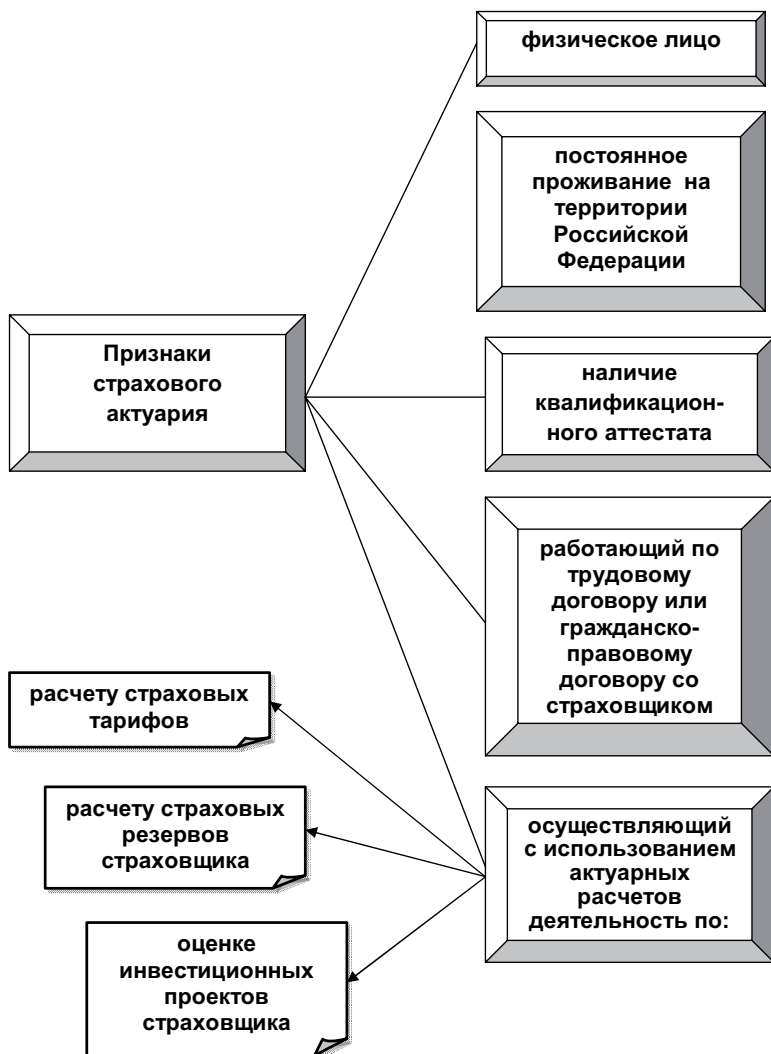 физическое лицо
постоянное
проживание на
территории
Российской
Федерации
Признаки
страхового
актуария
наличие
квалификацион-
ного аттестата
работающий по
трудовому
договору или
гражданско-
правовому
договору со
страховщиком
осуществляющий
с использованием
актуарных
расчетов
деятельность по:
расчету страховых
тарифов
расчету страховых
резервов
страховщика
оценке
инвестиционных
проектов
страховщика